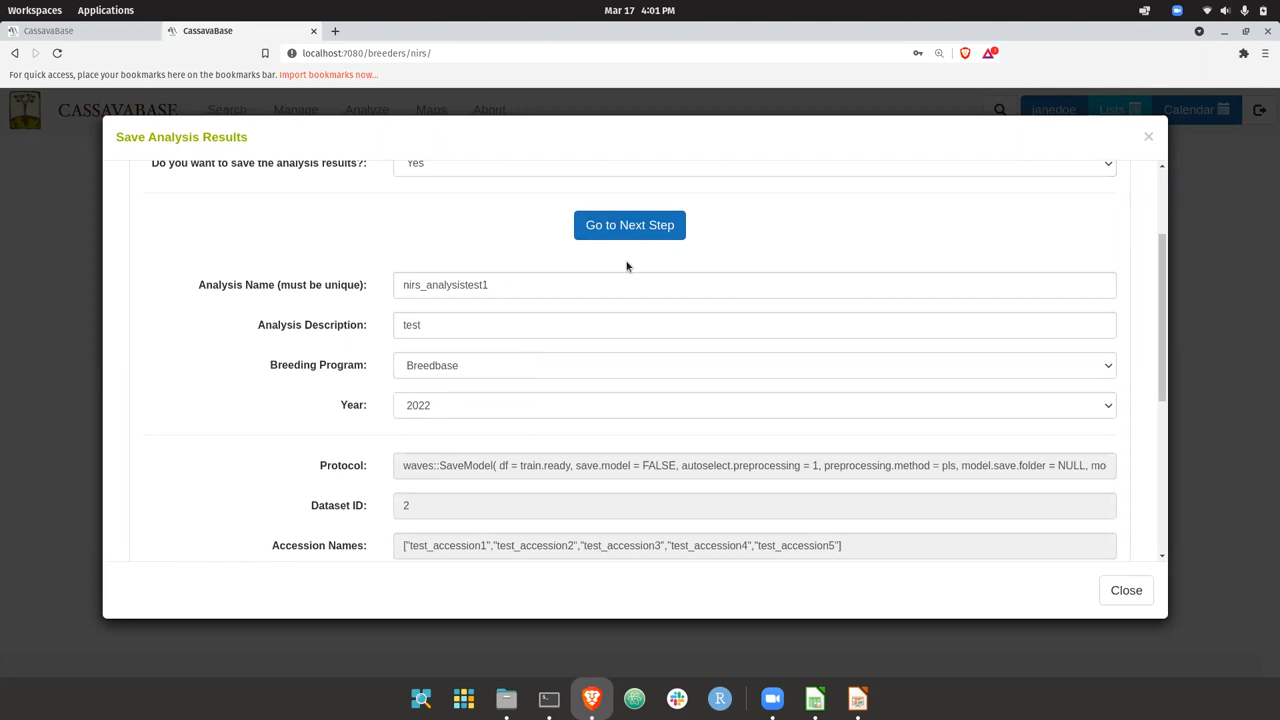 Workspaces Applications Mar 17 4:01 PM
CassavaBase × CassavaBase × +
localhost:7080/breeders/nirs/
For quick access, place your bookmarks here on the bookmarks bar. Import bookmarks now...
CASSAVABASE Search Manage Analyze Maps About janedoe Lists Calendar
Save Analysis Results ×
Do you want to save the analysis results?: Yes
Go to Next Step
Analysis Name (must be unique): nirs_analysistest1
Analysis Description: test
Breeding Program: Breedbase
Year: 2022
Protocol: waves::SaveModel( df = train.ready, save.model = FALSE, autoselect.preprocessing = 1, preprocessing.method = pls, model.save.folder = NULL, mo
Dataset ID: 2
Accession Names: ["test_accession1","test_accession2","test_accession3","test_accession4","test_accession5"]
Close